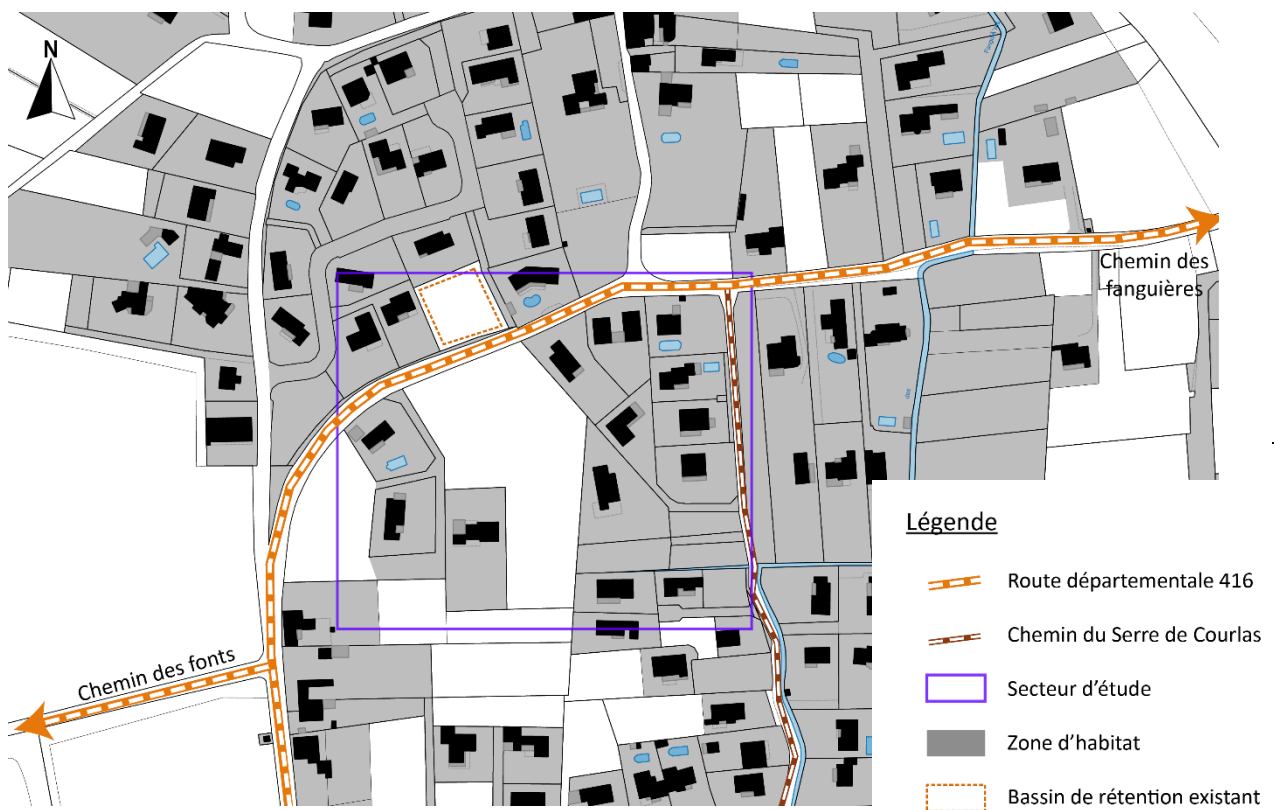 N
Chemin des
fanguières
Chemin des fonts
Légende
Route départementale 416
Chemin du Serre de Courlas
Secteur d'étude
Zone d'habitat
Bassin de rétention existant